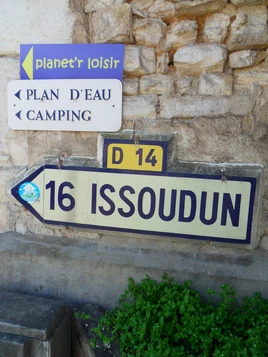 planet'r loisir
PLAN D'EAU
CAMPING
D 14
16 ISSOUDUN